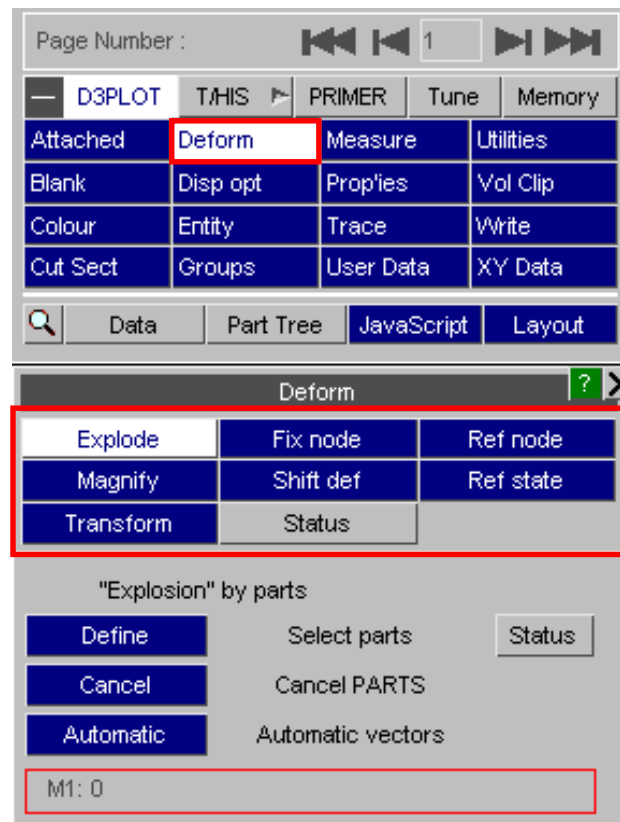 Page Number : 1
D3PLOT T/HIS PRIMER Tune Memory
Attached Deform Measure Utilities
Blank Disp opt Prop'ies Vol Clip
Colour Entity Trace Write
Cut Sect Groups User Data XY Data
Data Part Tree JavaScript Layout
Deform ? X
Explode Fix node Ref node
Magnify Shift def Ref state
Transform Status
"Explosion" by parts
Define Select parts Status
Cancel Cancel PARTS
Automatic Automatic vectors
M1: 0